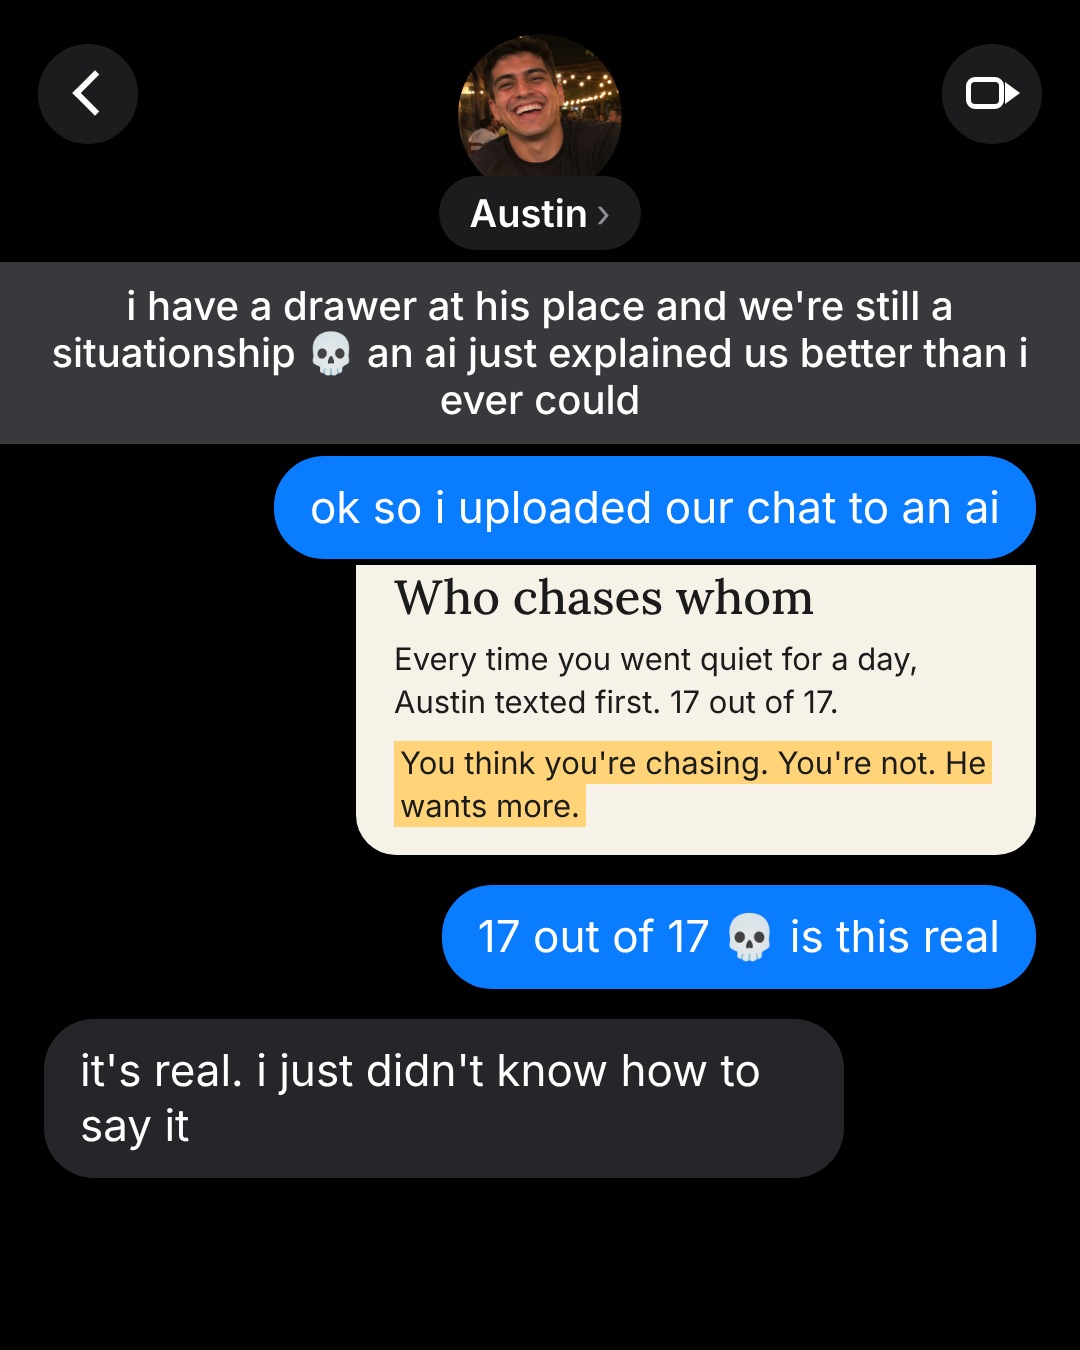 Austin ›
i have a drawer at his place and we're still a
situationship 💀 an ai just explained us better than i
ever could
ok so i uploaded our chat to an ai
Who chases whom
Every time you went quiet for a day,
Austin texted first. 17 out of 17.
You think you're chasing. You're not. He
wants more.
17 out of 17 💀 is this real
it's real. i just didn't know how to
say it